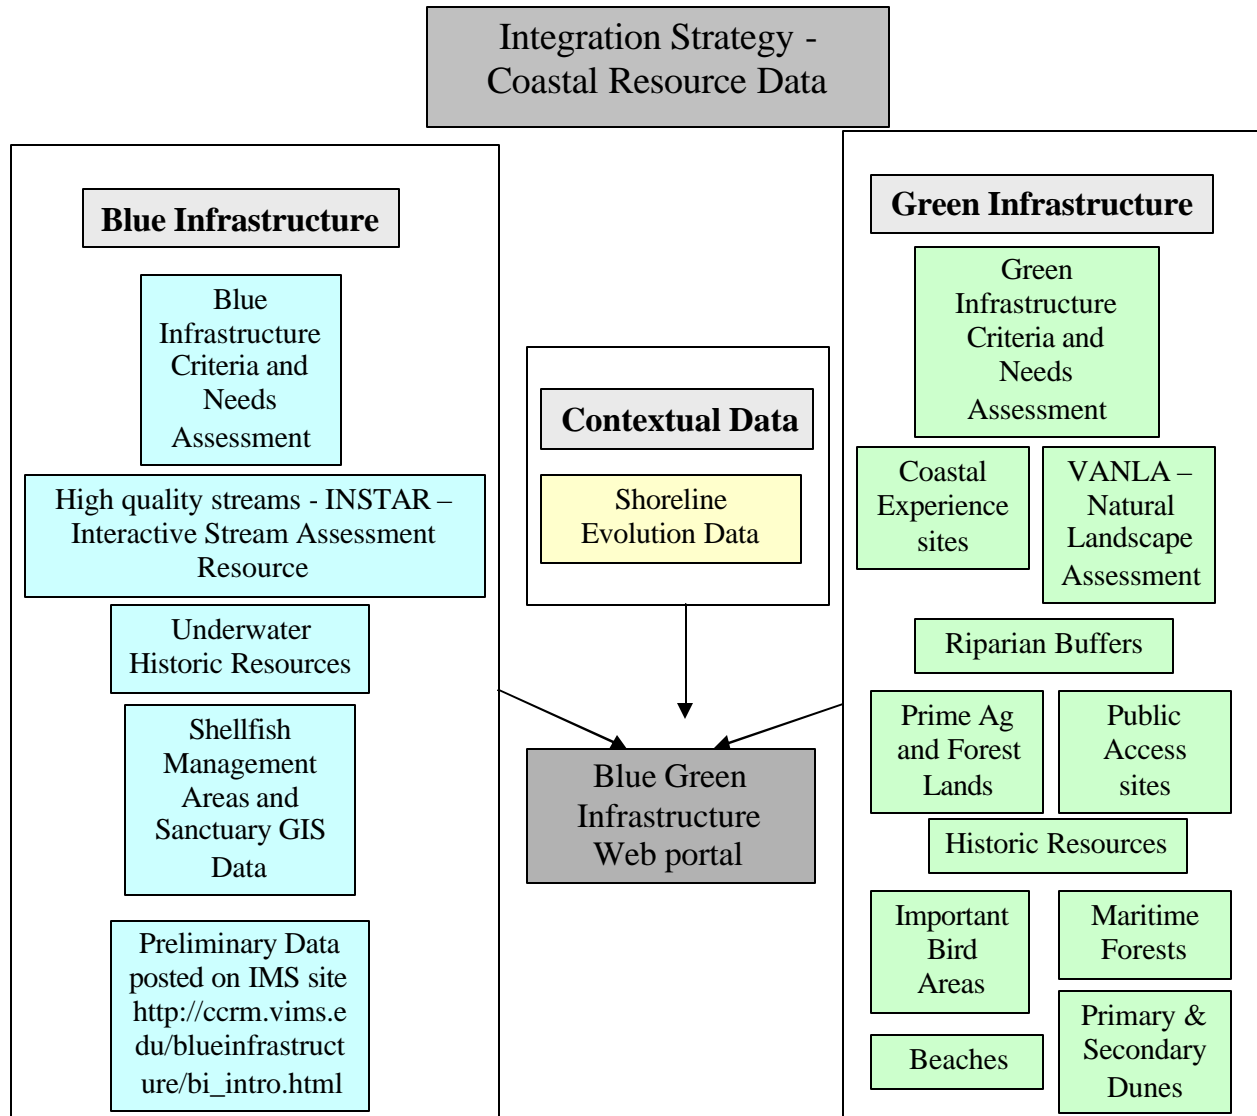 Integration Strategy -
Coastal Resource Data
Blue Infrastructure
Blue
Infrastructure
Criteria and
Needs
Assessment
High quality streams - INSTAR –
Interactive Stream Assessment
Resource
Underwater
Historic Resources
Shellfish
Management
Areas and
Sanctuary GIS
Data
Preliminary Data
posted on IMS site
http://ccrm.vims.e
du/blueinfrastruct
ure/bi_intro.html
Contextual Data
Shoreline
Evolution Data
Blue Green
Infrastructure
Web portal
Green Infrastructure
Green
Infrastructure
Criteria and
Needs
Assessment
Coastal
Experience
sites
VANLA –
Natural
Landscape
Assessment
Riparian Buffers
Prime Ag
and Forest
Lands
Public
Access
sites
Historic Resources
Important
Bird
Areas
Maritime
Forests
Beaches
Primary &
Secondary
Dunes